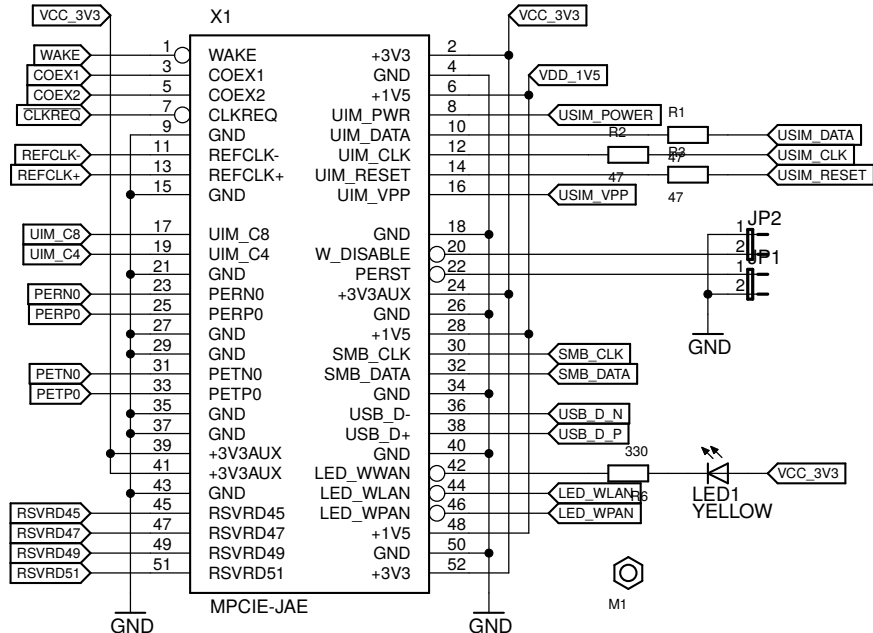 VCC_3V3 X1 VCC_3V3
WAKE 1 WAKE +3V3 2
COEX1 3 COEX1 GND 4 VDD_1V5
COEX2 5 COEX2 +1V5 6
CLKREQ 7 CLKREQ UIM_PWR 8 USIM_POWER R1
9 GND UIM_DATA 10 R2 USIM_DATA
REFCLK- 11 REFCLK- UIM_CLK 12 R3 47 USIM_CLK
REFCLK+ 13 REFCLK+ UIM_RESET 14 47 USIM_RESET
15 GND UIM_VPP 16 USIM_VPP 47
UIM_C8 17 UIM_C8 GND 18 1 JP2
UIM_C4 19 UIM_C4 W_DISABLE 20 2
21 GND PERST 22 1 JP1
PERN0 23 PERN0 +3V3AUX 24 2
PERP0 25 PERP0 GND 26
27 GND +1V5 28
29 GND SMB_CLK 30 SMB_CLK GND
PETN0 31 PETN0 SMB_DATA 32 SMB_DATA
PETP0 33 PETP0 GND 34
35 GND USB_D- 36 USB_D_N
37 GND USB_D+ 38 USB_D_P
39 +3V3AUX GND 40 330
41 +3V3AUX LED_WWAN 42 VCC_3V3
43 GND LED_WLAN 44 LED_WLAN R6 LED1
RSVRD45 45 RSVRD45 LED_WPAN 46 LED_WPAN YELLOW
RSVRD47 47 RSVRD47 +1V5 48
RSVRD49 49 RSVRD49 GND 50
RSVRD51 51 RSVRD51 +3V3 52
MPCIE-JAE M1
GND GND